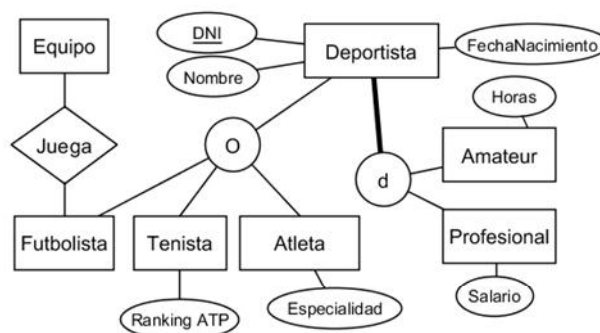 Equipo
DNI
Deportista
FechaNacimiento
Nombre
Horas
Juega
O
d
Amateur
Futbolista
Tenista
Atleta
Profesional
Ranking ATP
Especialidad
Salario